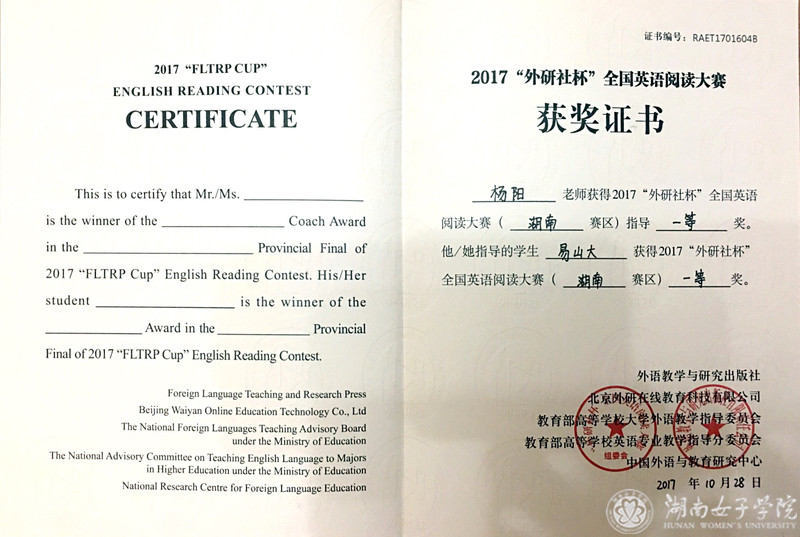 2017 “FLTRP CUP”
ENGLISH READING CONTEST
CERTIFICATE
This is to certify that Mr./Ms.
is the winner of the Coach Award
in the Provincial Final of
2017 “FLTRP Cup” English Reading Contest. His/Her
student is the winner of the
Award in the Provincial
Final of 2017 “FLTRP Cup” English Reading Contest.
Foreign Language Teaching and Research Press
Beijing Waiyan Online Education Technology Co., Ltd
The National Foreign Languages Teaching Advisory Board
under the Ministry of Education
The National Advisory Committee on Teaching English Language to Majors
in Higher Education under the Ministry of Education
National Research Centre for Foreign Language Education
证书编号：RAET1701604B
2017 “外研社杯” 全国英语阅读大赛
获奖证书
杨阳 老师获得2017 “外研社杯” 全国英语
阅读大赛（ 湖南 赛区）指导 一等 奖。
他/她指导的学生 易山大 获得2017 “外研社杯”
全国英语阅读大赛（ 湖南 赛区） 一等 奖。
外语教学与研究出版社
北京外研在线教育科技有限公司
教育部高等学校大学外语教学指导委员会
教育部高等学校英语专业教学指导分委员会
中国外语与教育研究中心
组委会
2017 年 10 月 28 日
湖南女子学院
HUNAN WOMEN'S UNIVERSITY